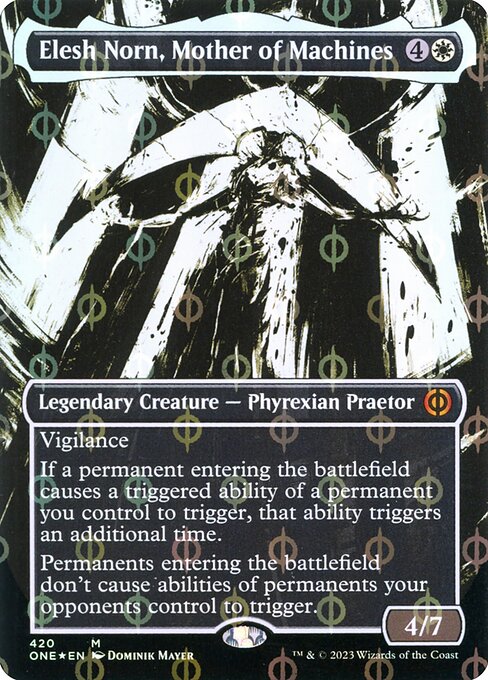 Elesh Norn, Mother of Machines 4
Legendary Creature — Phyrexian Praetor
Vigilance
If a permanent entering the battlefield
causes a triggered ability of a permanent
you control to trigger, that ability triggers
an additional time.
Permanents entering the battlefield
don't cause abilities of permanents your
opponents control to trigger.
4/7
420 M
ONE★EN Dominik Mayer
™ & © 2023 Wizards of the Coast